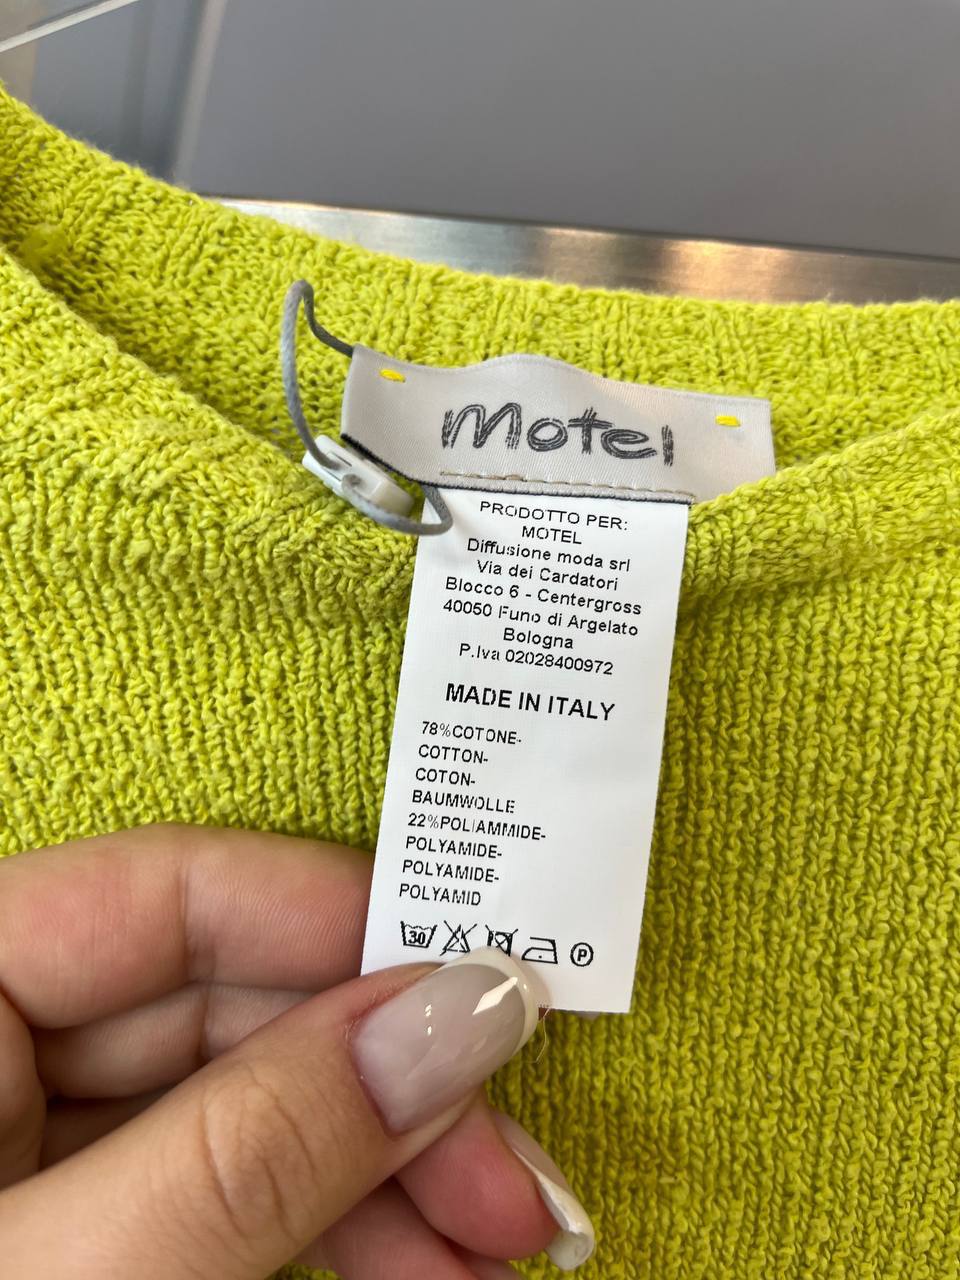 Motel
PRODOTTO PER:
MOTEL
Diffusione moda srl
Via dei Cardatori
Blocco 6 - Centergross
40050 Funo di Argelato
Bologna
P.Iva 02028400972
MADE IN ITALY
78%COTONE-
COTTON-
COTON-
BAUMWOLLE
22%POLIAMMIDE-
POLYAMIDE-
POLYAMIDE-
POLYAMID
30 P